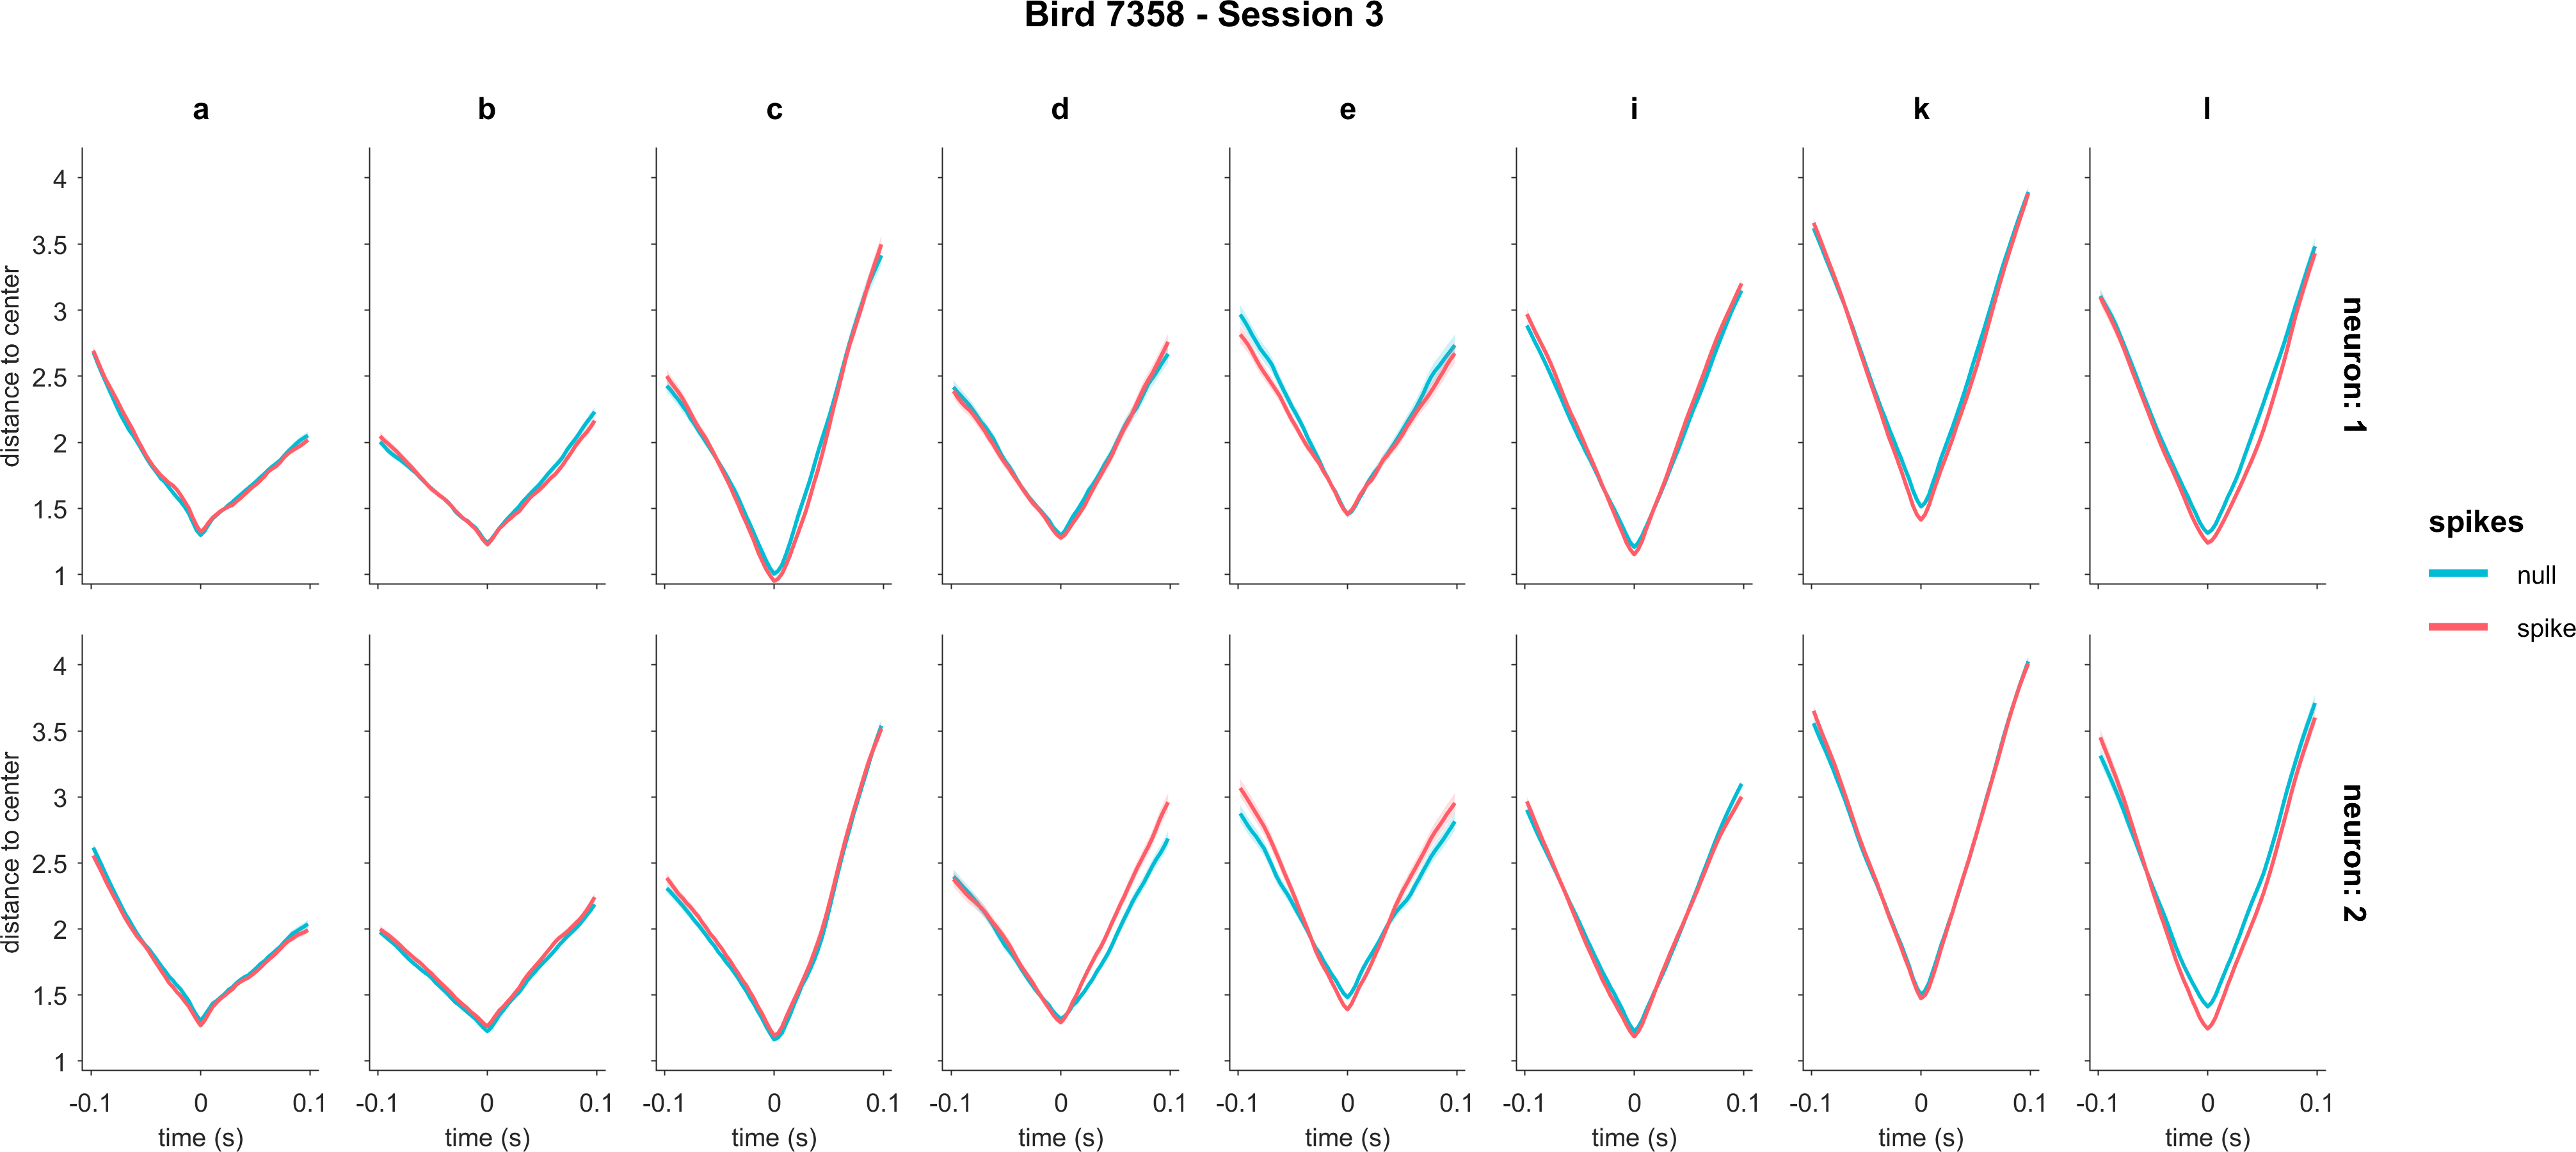 Bird 7358 - Session 3
a b c d e i k l
4
3.5
3
2.5
2
1.5
1
distance to center
neuron: 1
spikes
null
spike
4
3.5
3
2.5
2
1.5
1
distance to center
neuron: 2
-0.1 0 0.1 -0.1 0 0.1 -0.1 0 0.1 -0.1 0 0.1 -0.1 0 0.1 -0.1 0 0.1 -0.1 0 0.1 -0.1 0 0.1
time (s) time (s) time (s) time (s) time (s) time (s) time (s) time (s)